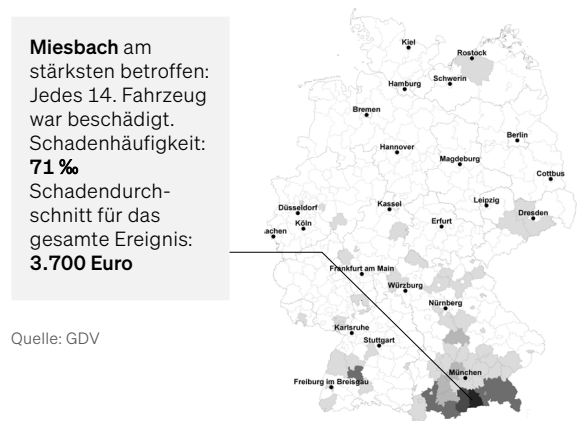 Miesbach am
stärksten betroffen:
Jedes 14. Fahrzeug
war beschädigt.
Schadenhäufigkeit:
71 ‰
Schadendurch-
schnitt für das
gesamte Ereignis:
3.700 Euro
Quelle: GDV
Kiel
Rostock
Hamburg
Schwerin
Bremen
Berlin
Hannover
Magdeburg
Cottbus
Düsseldorf
Kassel
Leipzig
Dresden
Köln
Erfurt
achen
Frankfurt am Main
Würzburg
Nürnberg
Karlsruhe
Stuttgart
München
Freiburg im Breisgau